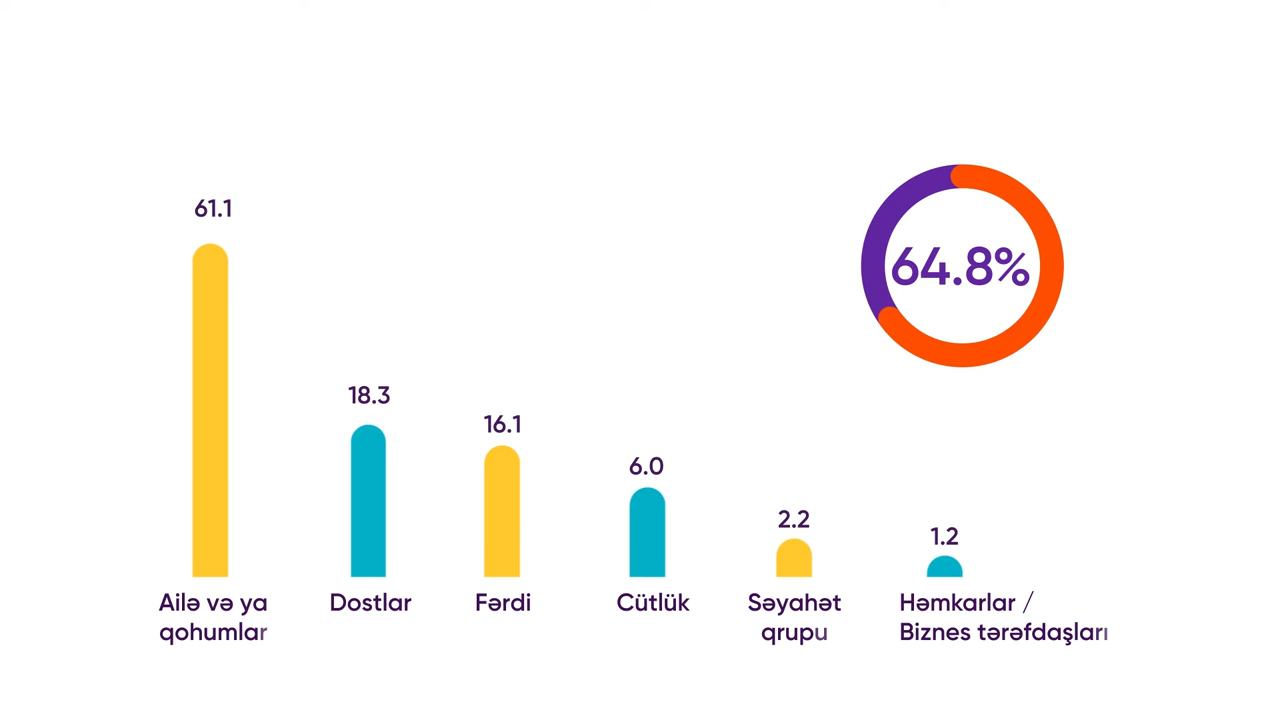 61.1
64.8%
18.3
16.1
6.0
2.2
1.2
Ailə və ya
qohumlar
Dostlar
Fərdi
Cütlük
Səyahət
qrupu
Həmkarlar /
Biznes tərəfdaşları